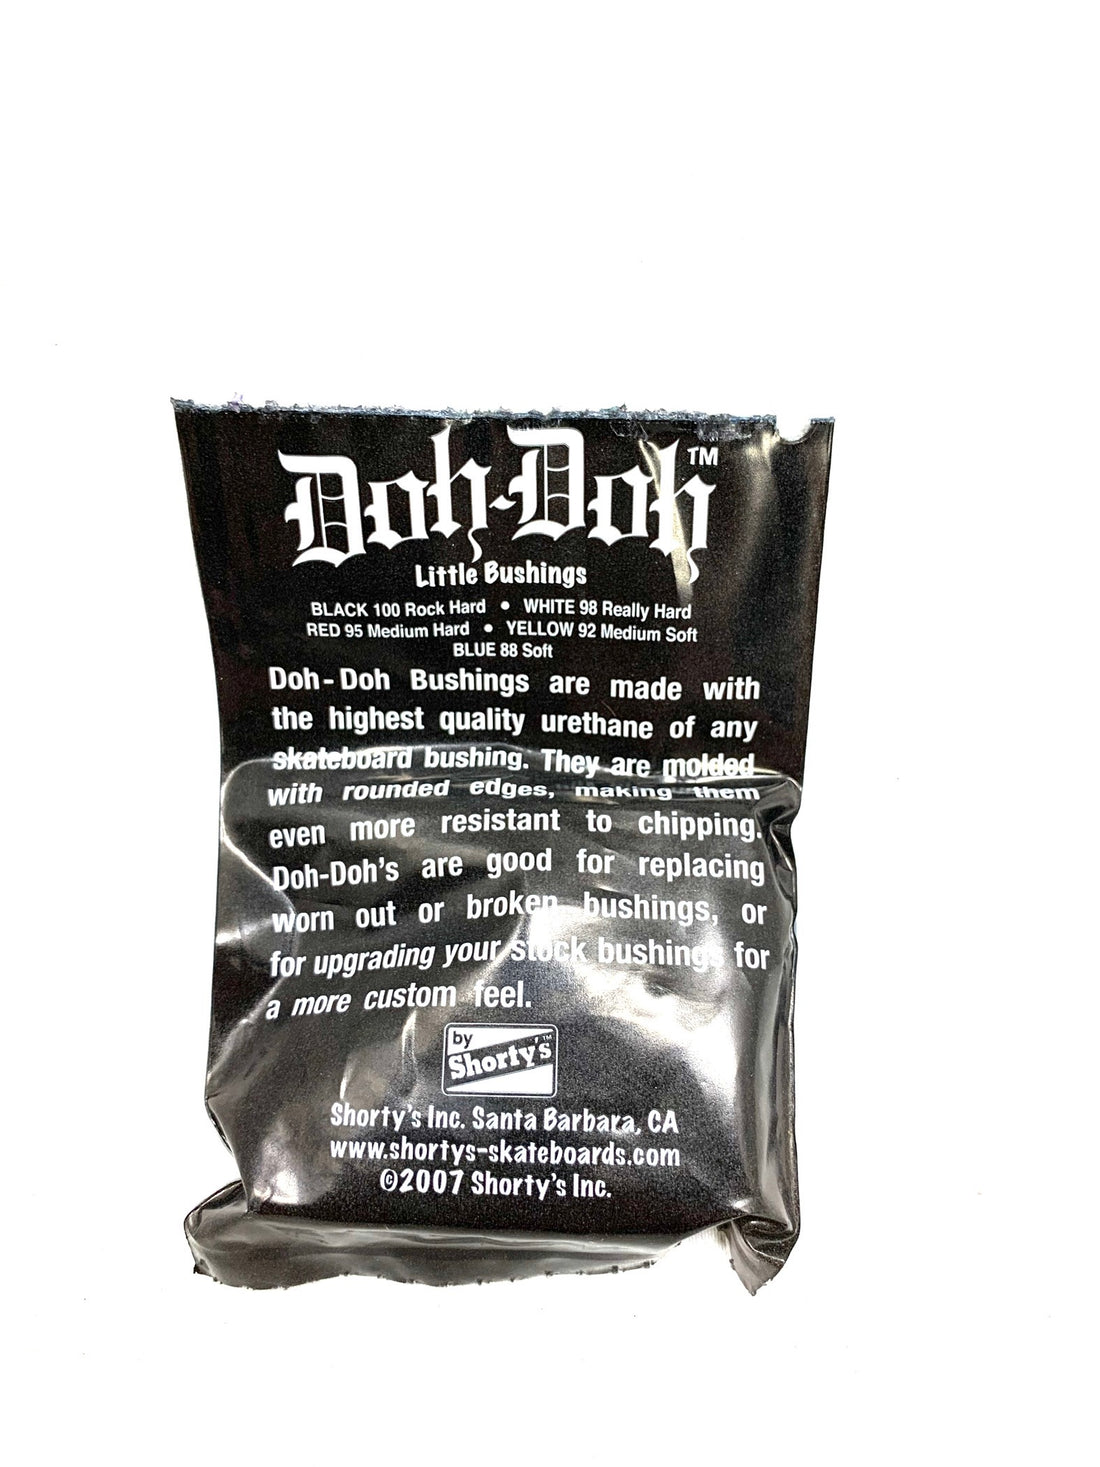 Doh-Doh™
Little Bushings
BLACK 100 Rock Hard • WHITE 98 Really Hard
RED 95 Medium Hard • YELLOW 92 Medium Soft
BLUE 88 Soft
Doh-Doh Bushings are made with
the highest quality urethane of any
skateboard bushing. They are molded
with rounded edges, making them
even more resistant to chipping.
Doh-Doh's are good for replacing
worn out or broken bushings, or
for upgrading your stock bushings for
a more custom feel.
by
Shorty's™
Shorty's Inc. Santa Barbara, CA
www.shortys-skateboards.com
©2007 Shorty's Inc.